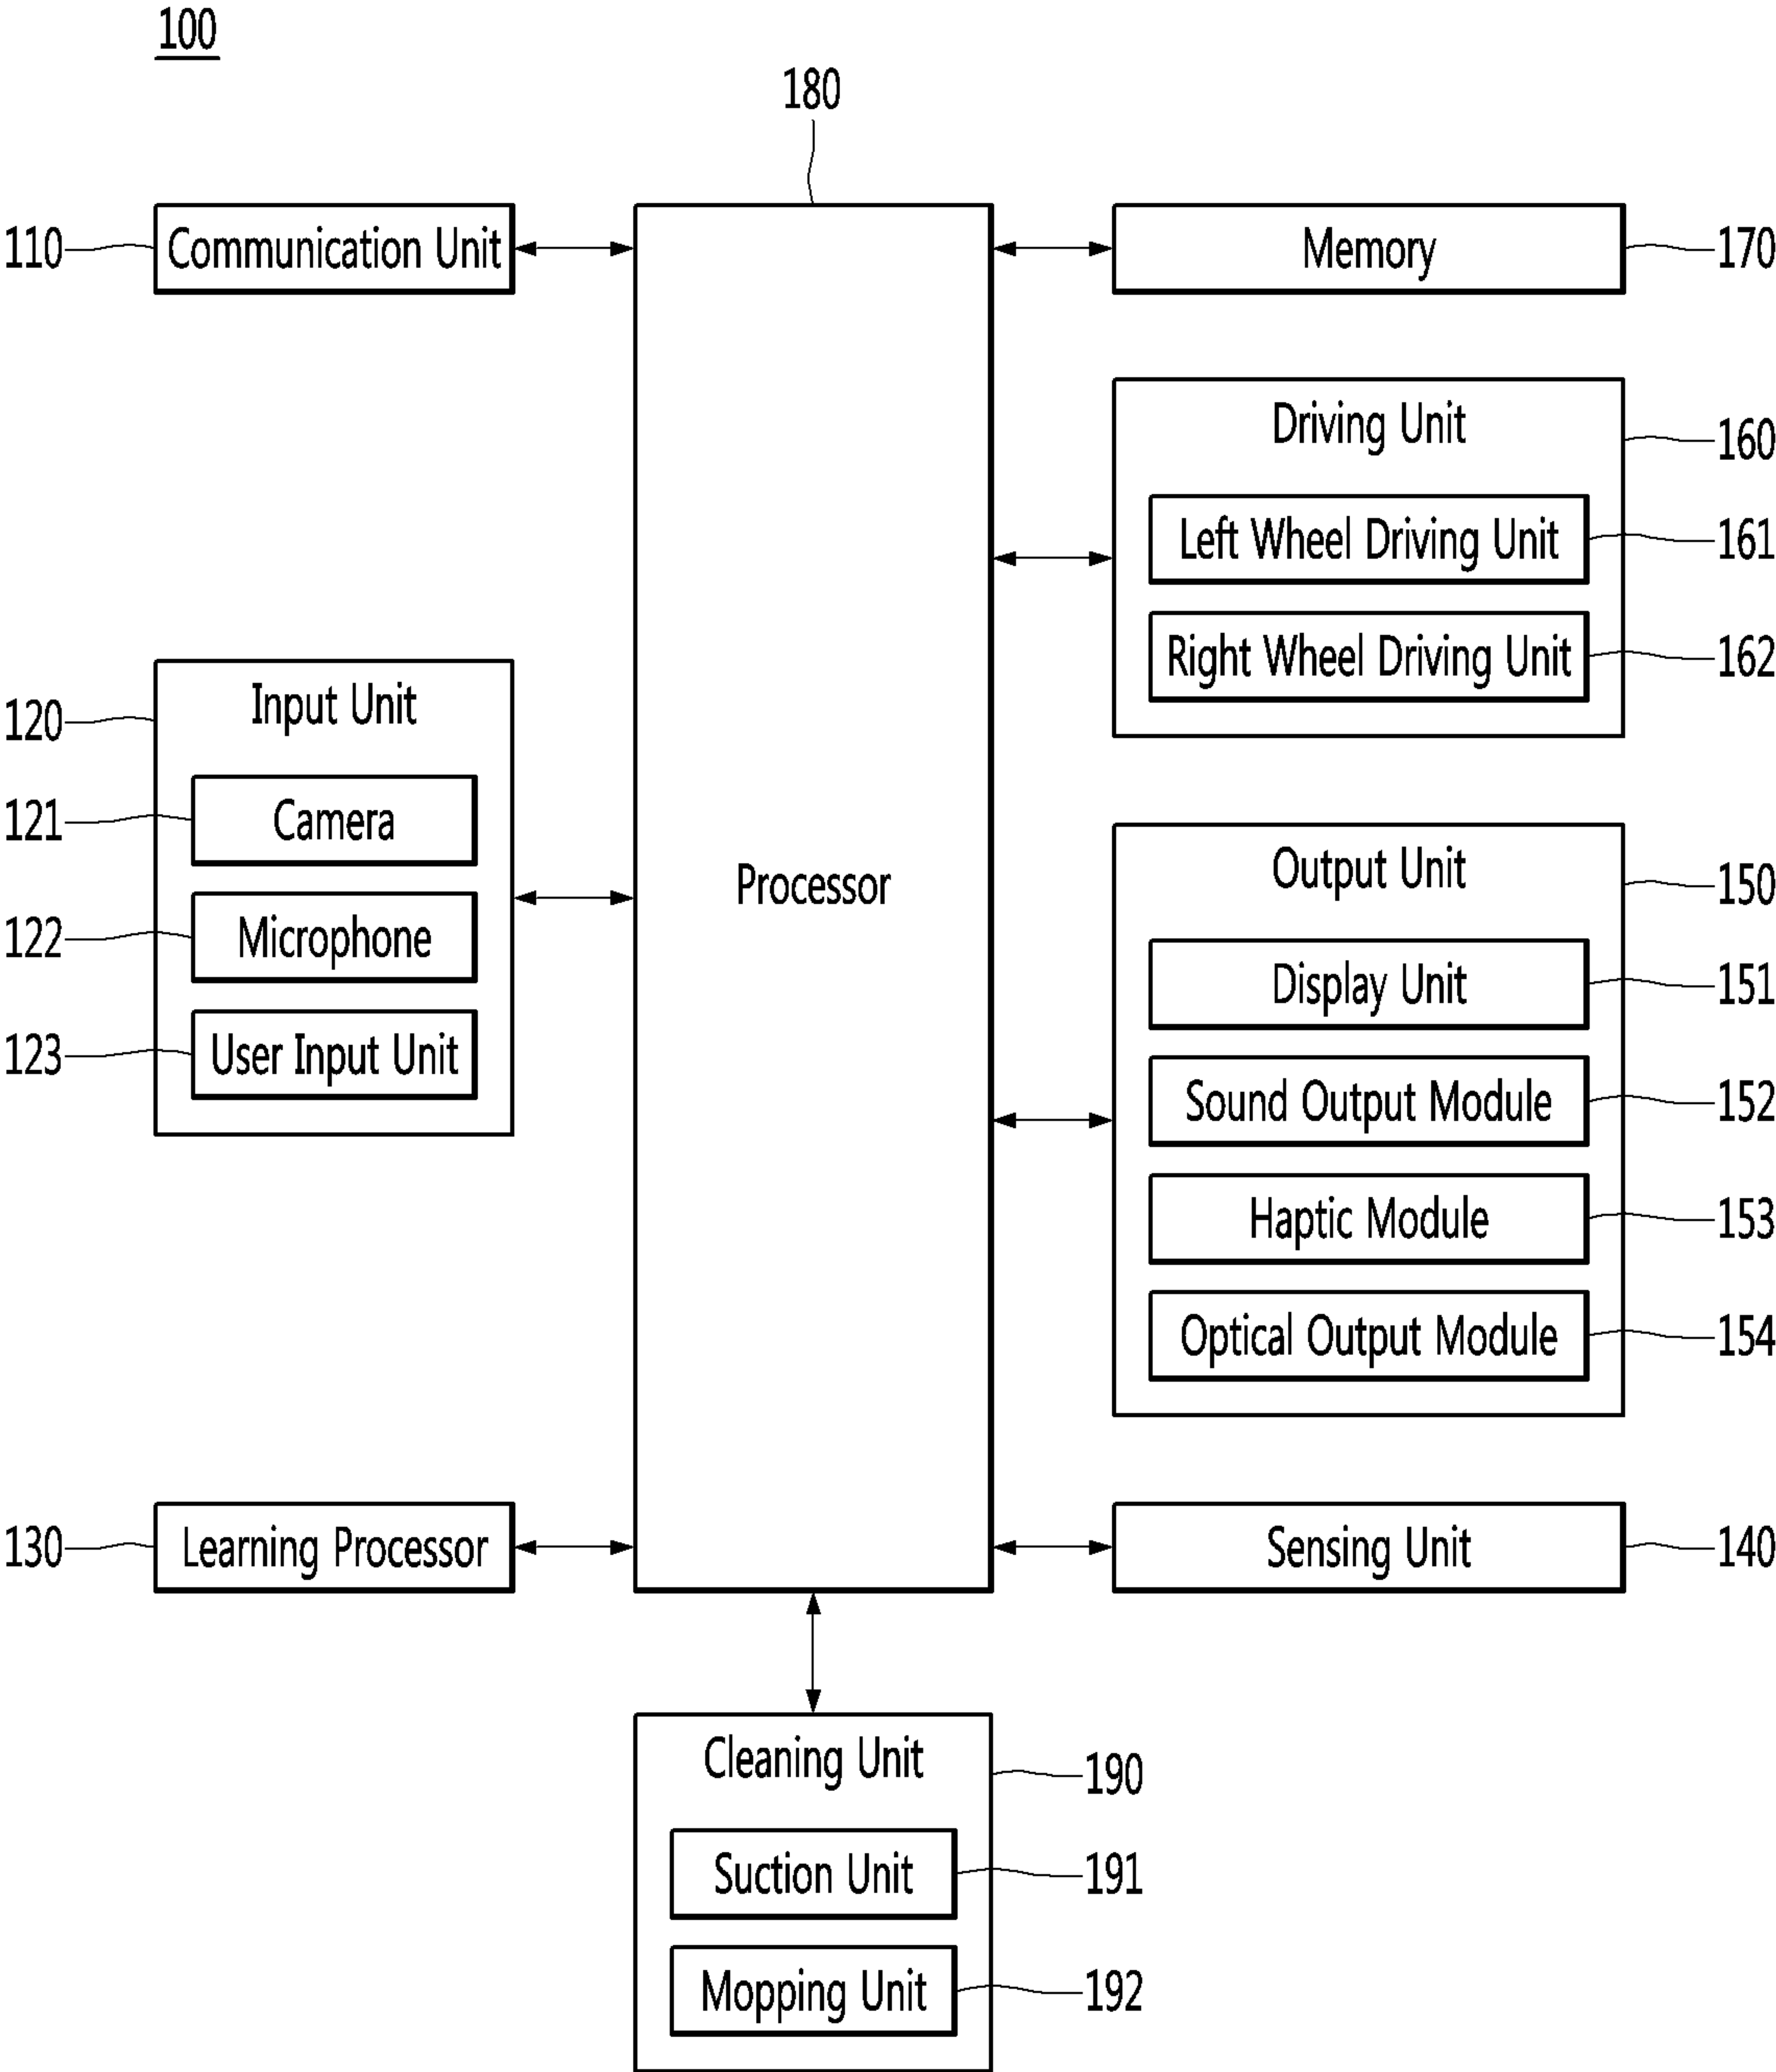 100
180
110 Communication Unit
Memory 170
Driving Unit 160
Left Wheel Driving Unit 161
Right Wheel Driving Unit 162
120 Input Unit
121 Camera
122 Microphone
123 User Input Unit
Processor
Output Unit 150
Display Unit 151
Sound Output Module 152
Haptic Module 153
Optical Output Module 154
130 Learning Processor
Sensing Unit 140
Cleaning Unit 190
Suction Unit 191
Mopping Unit 192